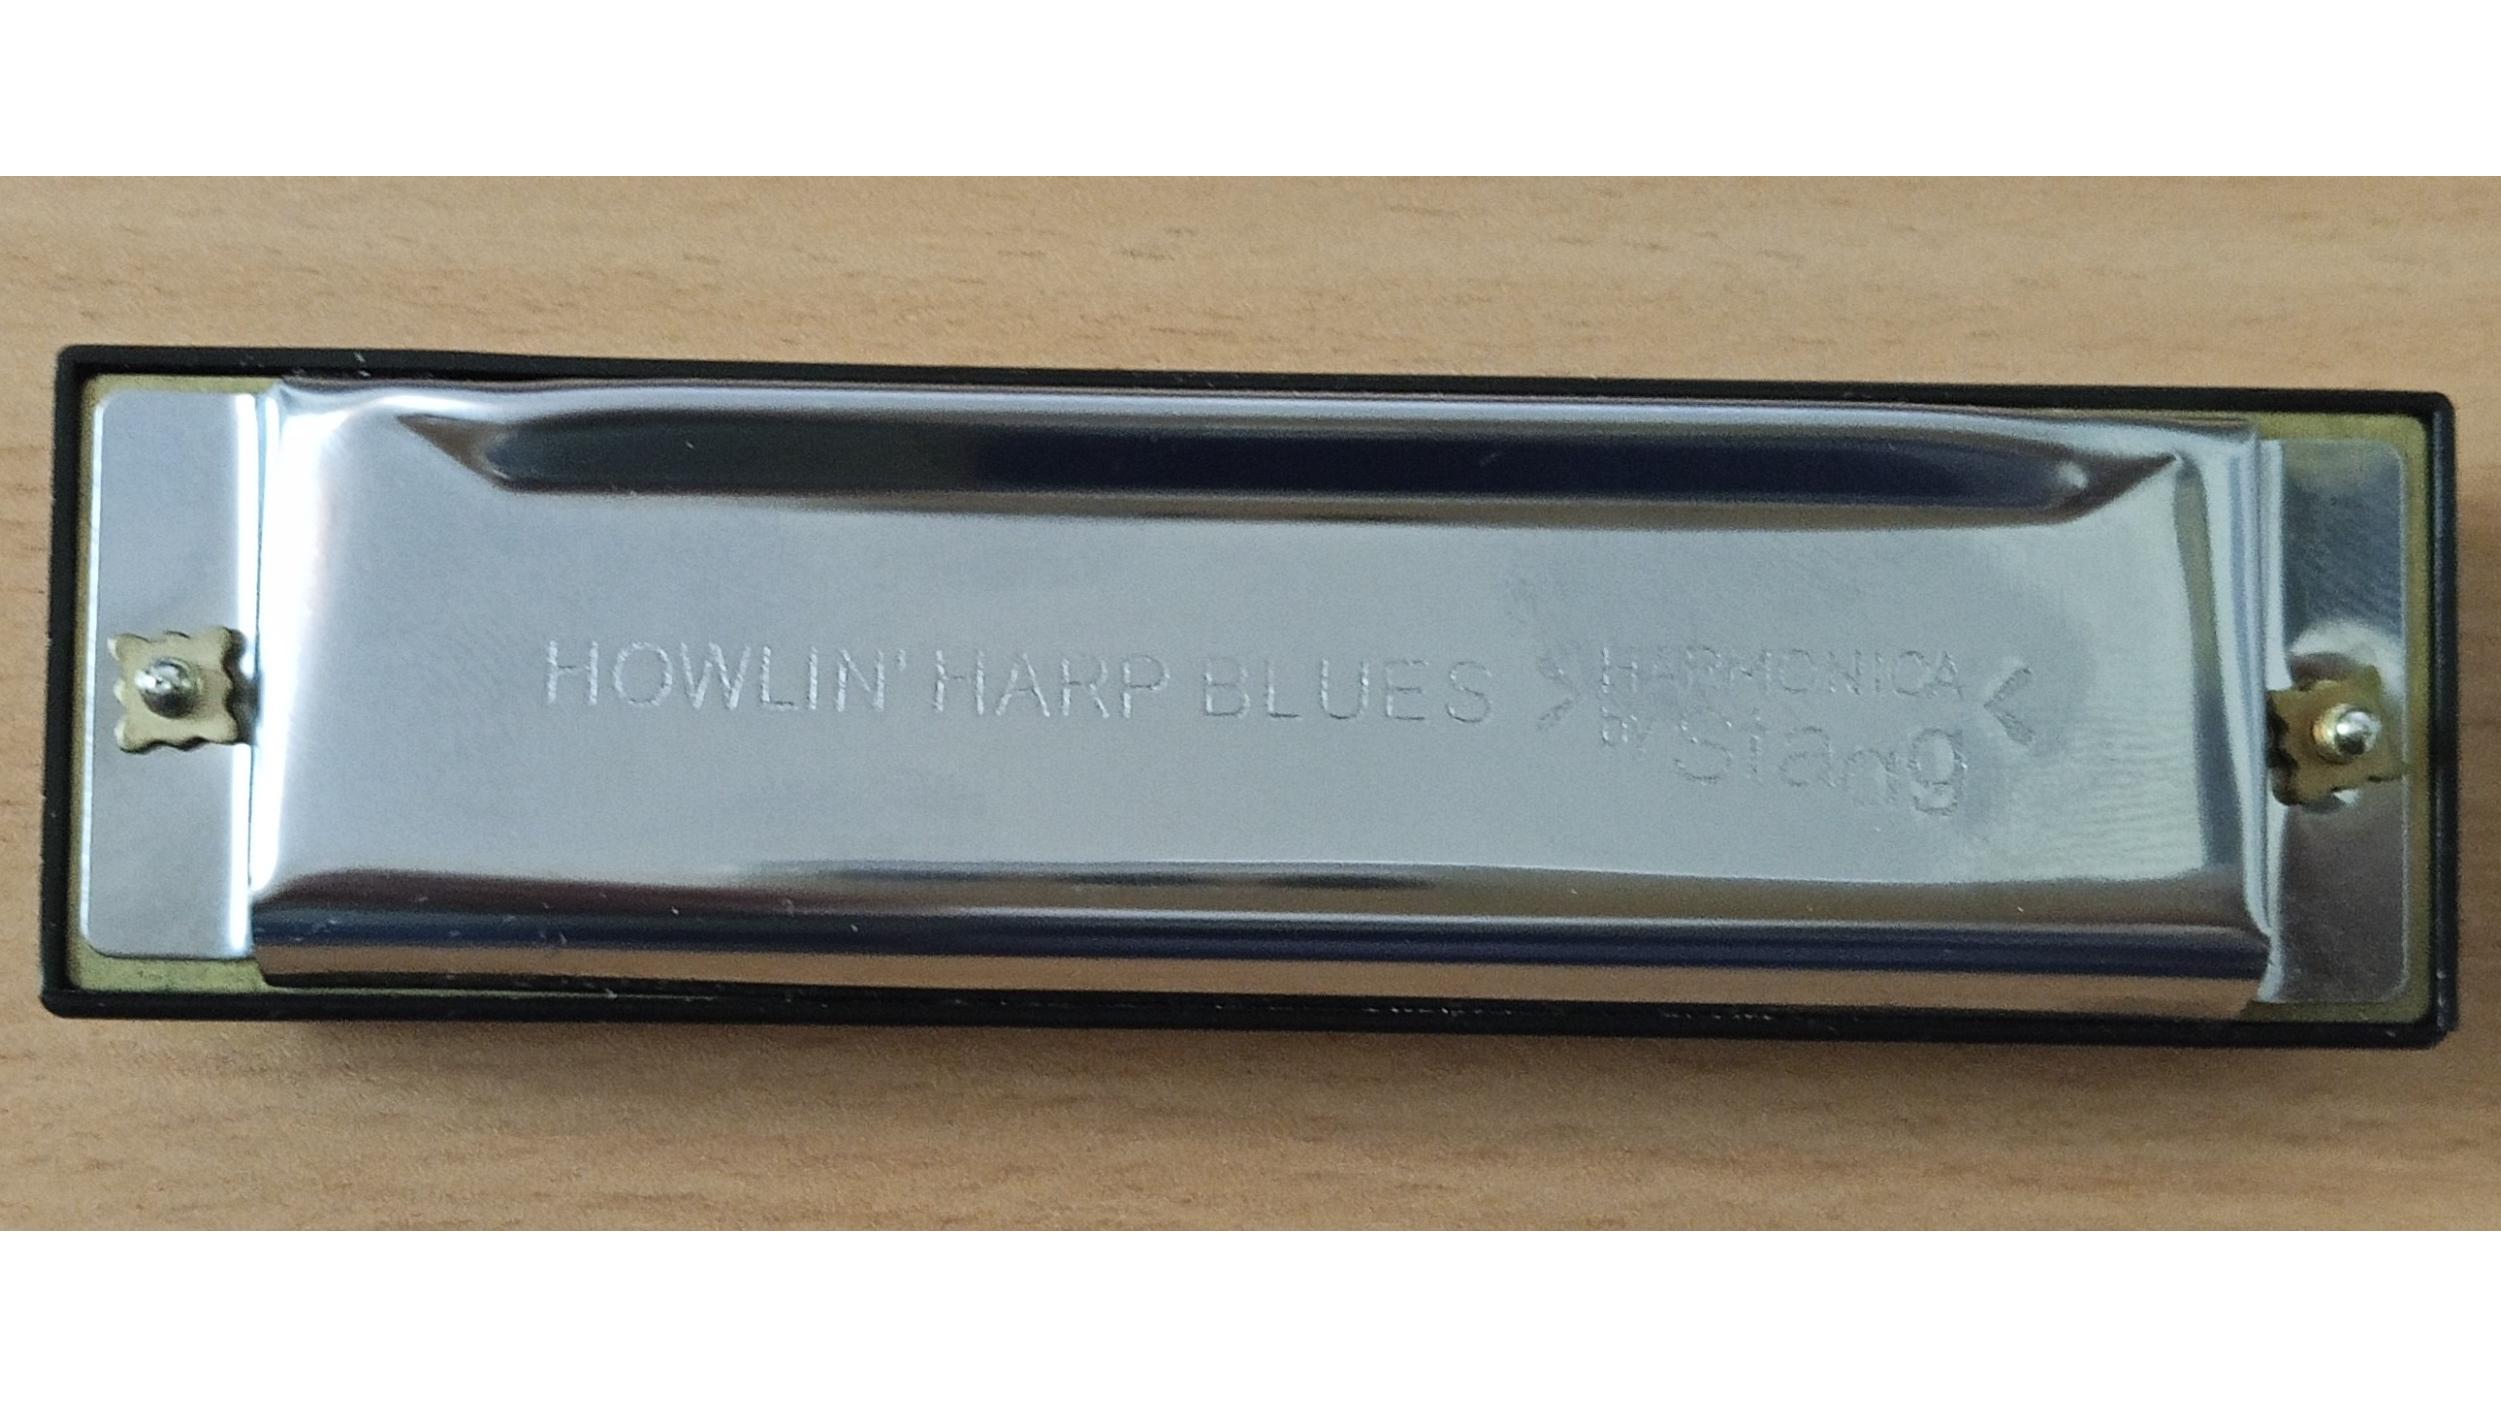 HOWLIN' HARP BLUES
HARMONICA
by Stang